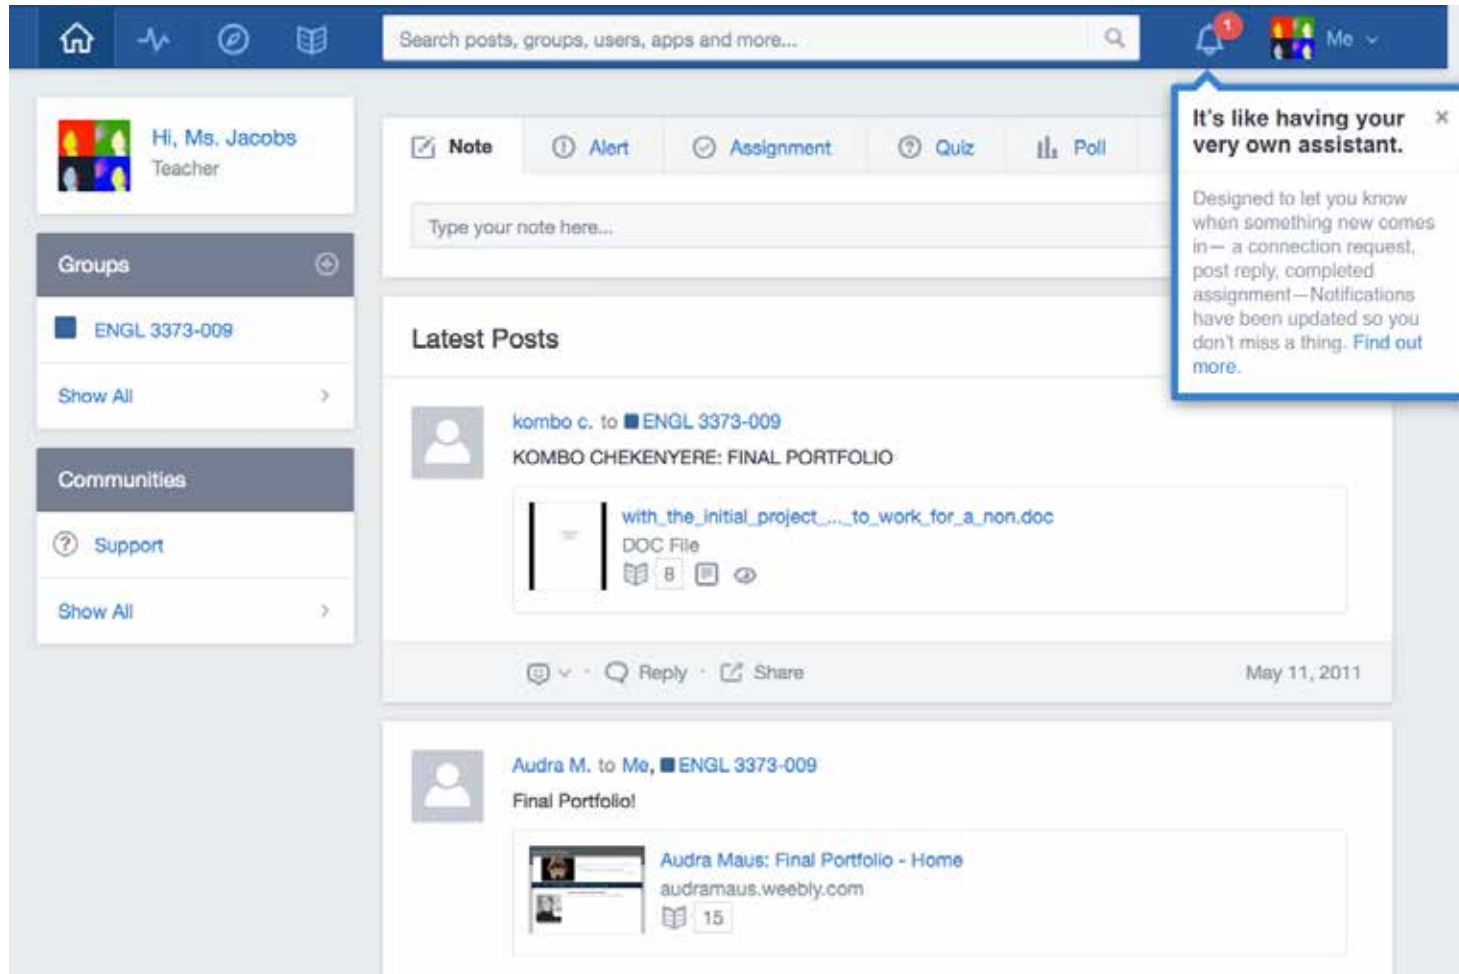 Search posts, groups, users, apps and more...
1
Me
Hi, Ms. Jacobs
Teacher
Groups
ENGL 3373-009
Show All
Communities
Support
Show All
Note
Alert
Assignment
Quiz
Poll
Type your note here...
It's like having your
very own assistant.
×
Designed to let you know
when something new comes
in— a connection request,
post reply, completed
assignment—Notifications
have been updated so you
don't miss a thing. Find out
more.
Latest Posts
kombo c. to ENGL 3373-009
KOMBO CHEKENYERE: FINAL PORTFOLIO
with_the_initial_project_..._to_work_for_a_non.doc
DOC File
8
Reply · Share
May 11, 2011
Audra M. to Me, ENGL 3373-009
Final Portfolio!
Audra Maus: Final Portfolio - Home
audramaus.weebly.com
15